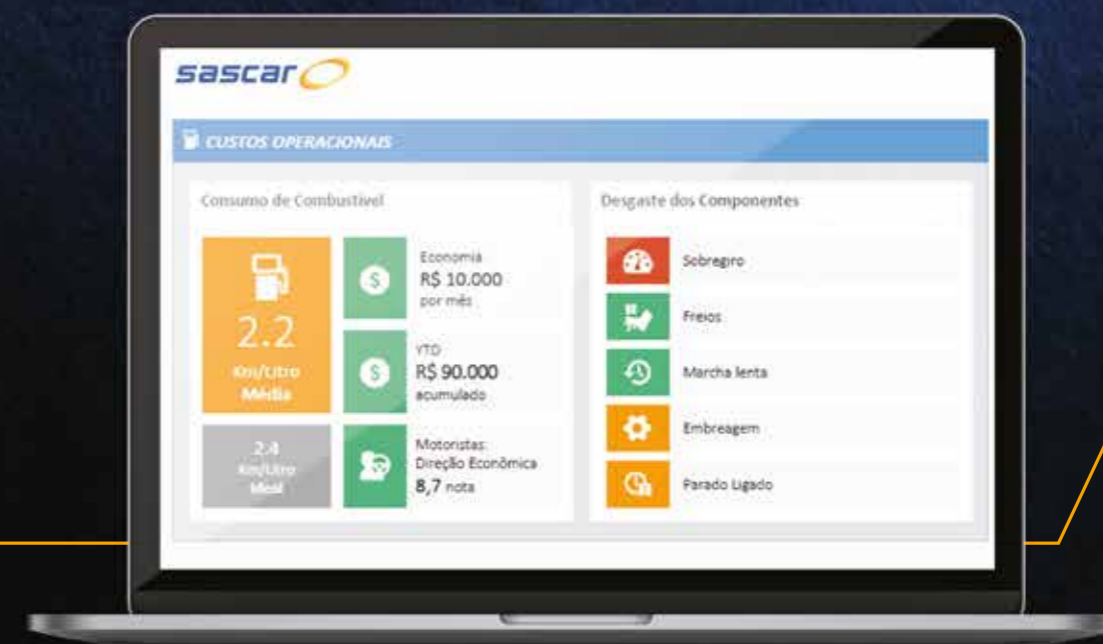 sascar
CUSTOS OPERACIONAIS
Consumo de Combustível
2.2
Km/Litro
Média
2.4
Km/Litro
Ideal
Economia
R$ 10.000
por mês
YTD
R$ 90.000
acumulado
Motoristas
Direção Econômica
8,7 nota
Desgaste dos Componentes
Sobregiro
Freios
Marcha lenta
Embreagem
Parado Ligado